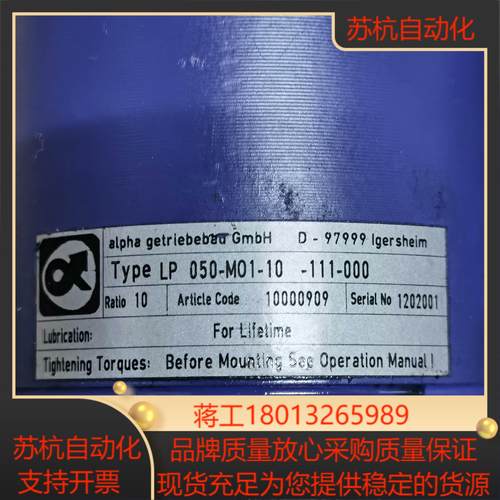 苏杭自动化
alpha getriebebau GmbH D - 97999 Igersheim
Type LP 050-M01-10 -111-000
Ratio 10 Article Code 10000909 Serial No 1202001
Lubrication: For Lifetime
Tightening Torques: Before Mounting See Operation Manual!
蒋工18013265989
苏杭自动化 品牌质量放心采购质量保证
支持开票 现货充足为您提供稳定的货源